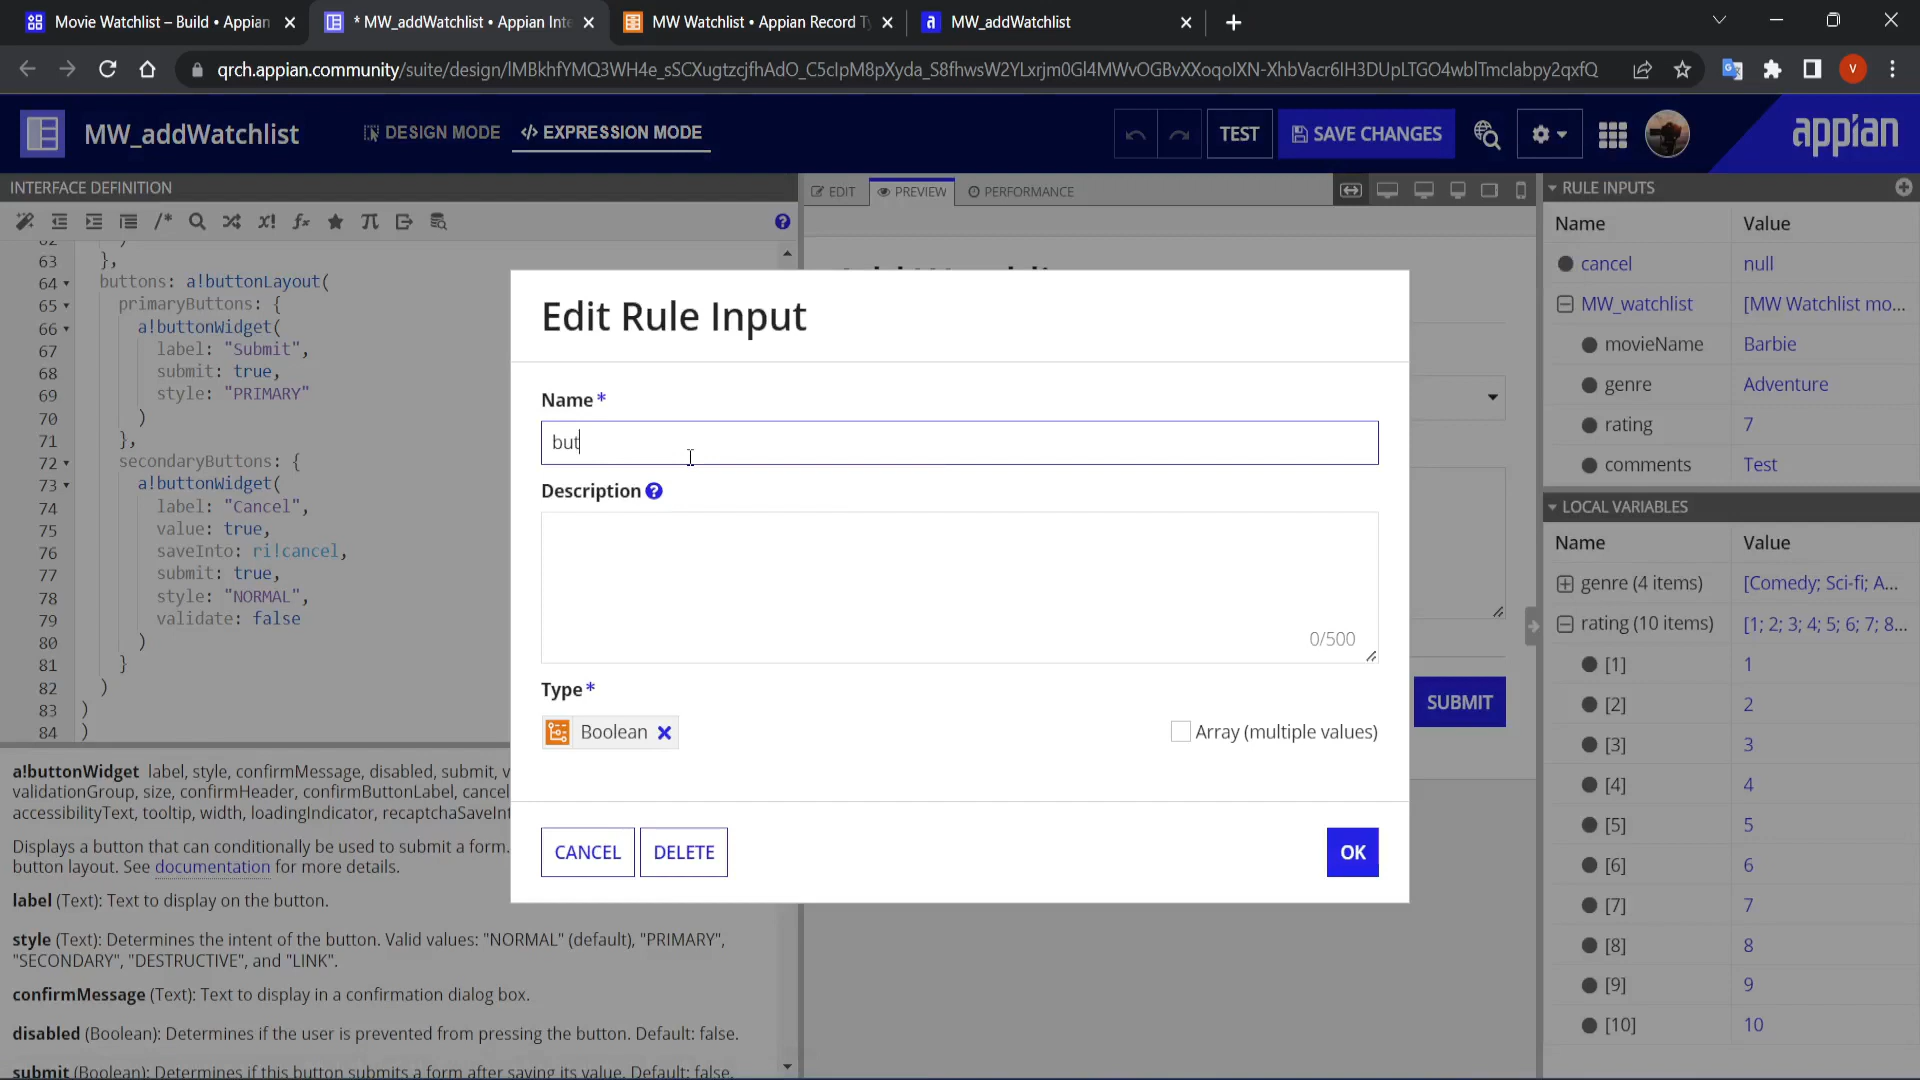 Movie Watchlist – Build • Appian
* MW_addWatchlist • Appian Inte
MW Watchlist • Appian Record Ty
MW_addWatchlist
qrch.appian.community/suite/design/
V
MW_addWatchlist
DESIGN MODE
</> EXPRESSION MODE
TEST
SAVE CHANGES
appian
INTERFACE DEFINITION
EDIT
PREVIEW
PERFORMANCE
RULE INPUTS
63 },
64 buttons: a!buttonLayout(
65 primaryButtons: {
66 a!buttonWidget(
67 label: "Submit",
68 submit: true,
69 style: "PRIMARY"
70 )
71 },
72 secondaryButtons: {
73 a!buttonWidget(
74 label: "Cancel",
75 value: true,
76 saveInto: ri!cancel,
77 submit: true,
78 style: "NORMAL",
79 validate: false
80 )
81 }
82 )
83 )
84 )
a!buttonWidget label, style, confirmMessage, disabled, submit, v
validationGroup, size, confirmHeader, confirmButtonLabel, cancel
accessibilityText, tooltip, width, loadingIndicator, recaptchaSaveInt
Displays a button that can conditionally be used to submit a form.
button layout. See documentation for more details.
label (Text): Text to display on the button.
style (Text): Determines the intent of the button. Valid values: "NORMAL" (default), "PRIMARY",
"SECONDARY", "DESTRUCTIVE", and "LINK".
confirmMessage (Text): Text to display in a confirmation dialog box.
disabled (Boolean): Determines if the user is prevented from pressing the button. Default: false.
submit (Boolean): Determines if this button submits a form after saving its value. Default: false.
Edit Rule Input
Name*
but
Description
0/500
Type*
Boolean
Array (multiple values)
CANCEL
DELETE
OK
SUBMIT
Name Value
cancel null
MW_watchlist [MW Watchlist mo...
movieName Barbie
genre Adventure
rating 7
comments Test
LOCAL VARIABLES
Name Value
genre (4 items) [Comedy; Sci-fi; A...
rating (10 items) [1; 2; 3; 4; 5; 6; 7; 8...
[1] 1
[2] 2
[3] 3
[4] 4
[5] 5
[6] 6
[7] 7
[8] 8
[9] 9
[10] 10